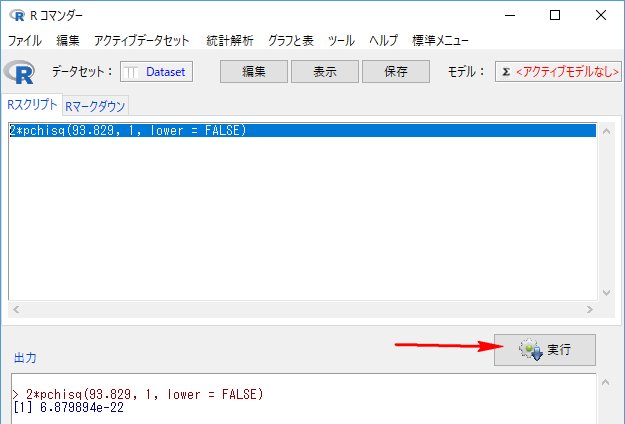 R コマンダー
ファイル 編集 アクティブデータセット 統計解析 グラフと表 ツール ヘルプ 標準メニュー
データセット： Dataset 編集 表示 保存 モデル： Σ <アクティブモデルなし>
Rスクリプト Rマークダウン
2*pchisq(93.829, 1, lower = FALSE)
実行
出力
> 2*pchisq(93.829, 1, lower = FALSE)
[1] 6.879894e-22